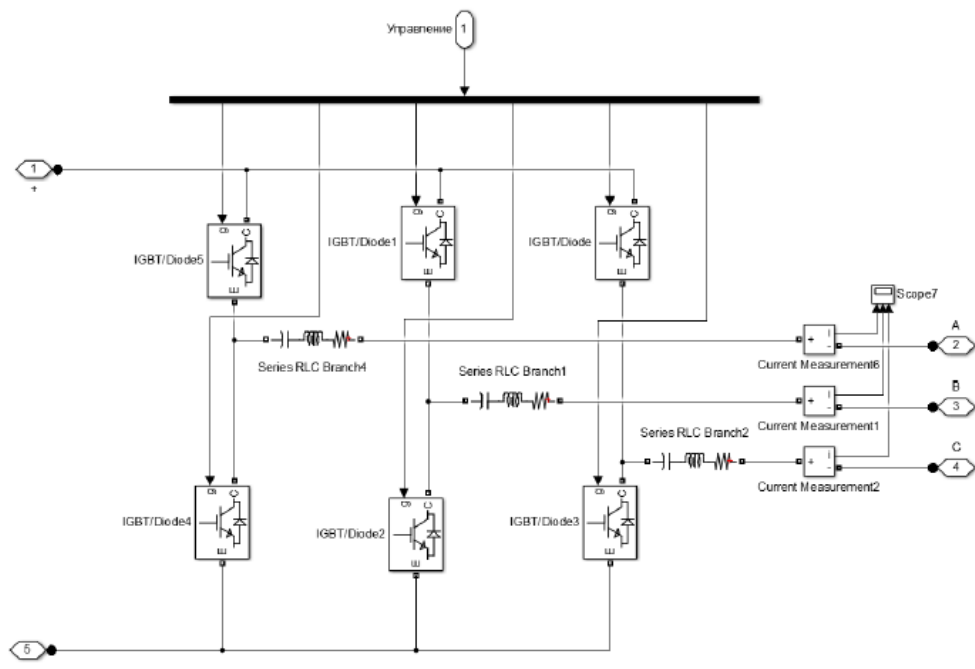 Управление
1
1
+
g
C
E
IGBT/Diode5
g
C
E
IGBT/Diode1
g
C
E
IGBT/Diode
Scope7
Series RLC Branch4
+
i
-
Current Measurement6
A
2
Series RLC Branch1
+
i
-
Current Measurement1
B
3
Series RLC Branch2
+
i
-
Current Measurement2
C
4
g
C
E
IGBT/Diode4
g
C
E
IGBT/Diode2
g
C
E
IGBT/Diode3
5